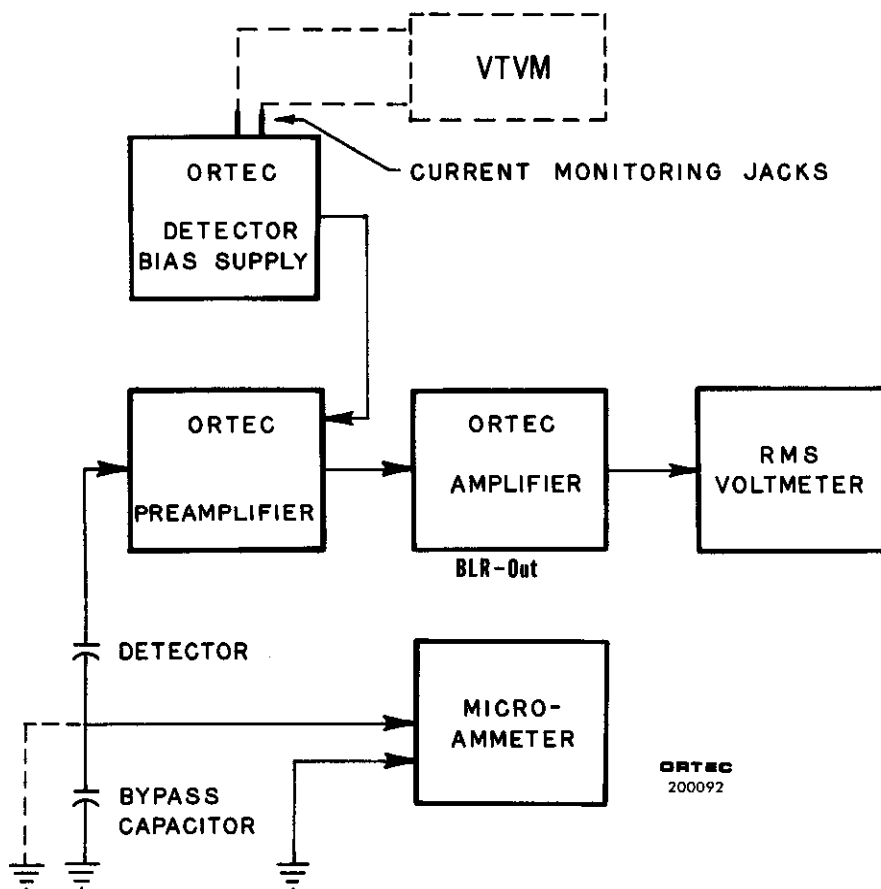 VTVM
CURRENT MONITORING JACKS
ORTEC
DETECTOR
BIAS SUPPLY
ORTEC
PREAMPLIFIER
ORTEC
AMPLIFIER
BLR-Out
RMS
VOLTMETER
DETECTOR
MICRO-
AMMETER
BYPASS
CAPACITOR
ORTEC
200092